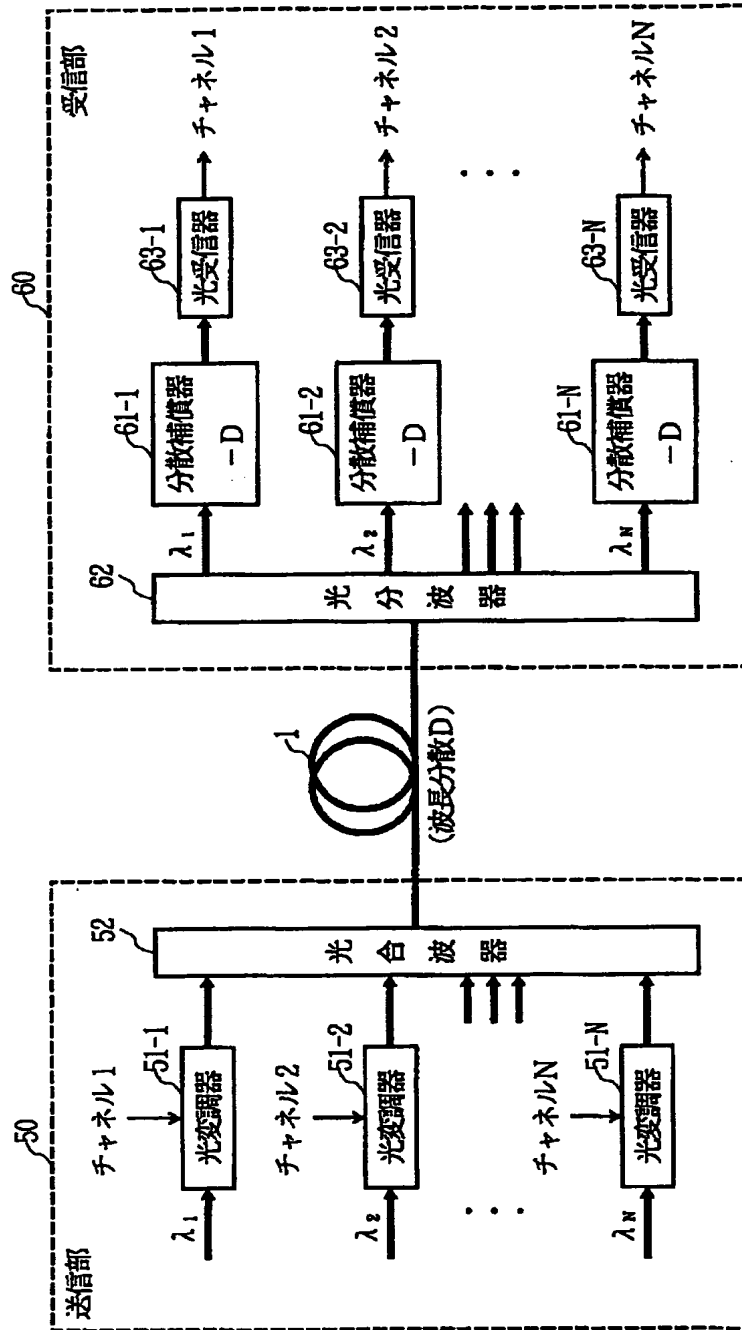 50
送信部
チャネル1
51-1
光変調器
λ1
チャネル2
51-2
光変調器
λ2
・・・
チャネルN
51-N
光変調器
λN
52
光合波器
1
(波長分散D)
60
受信部
62
光分波器
λ1
61-1
分散補償器
-D
63-1
光受信器
チャネル1
λ2
61-2
分散補償器
-D
63-2
光受信器
チャネル2
・・・
λN
61-N
分散補償器
-D
63-N
光受信器
チャネルN